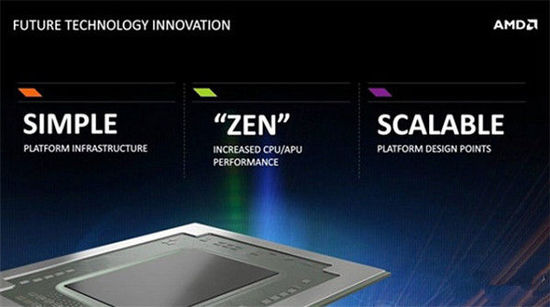 FUTURE TECHNOLOGY INNOVATION
AMD
SIMPLE
PLATFORM INFRASTRUCTURE
“ZEN”
INCREASED CPU/APU
PERFORMANCE
SCALABLE
PLATFORM DESIGN POINTS